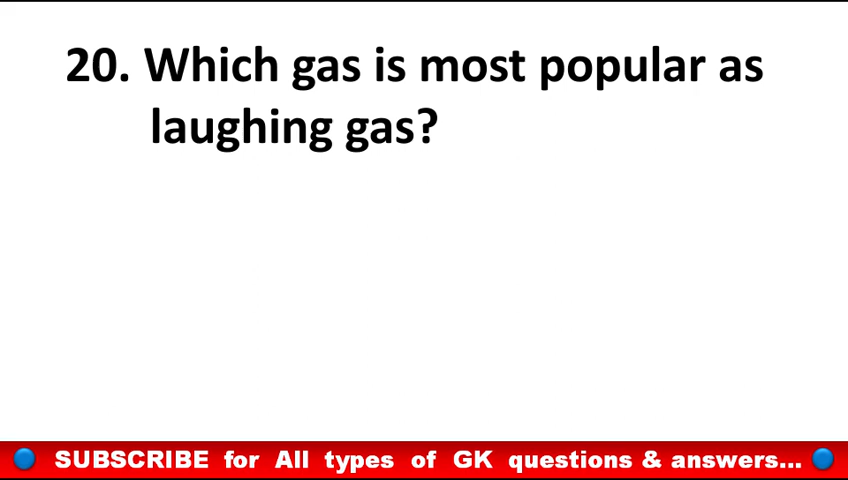 20. Which gas is most popular as
laughing gas?
SUBSCRIBE for All types of GK questions & answers...